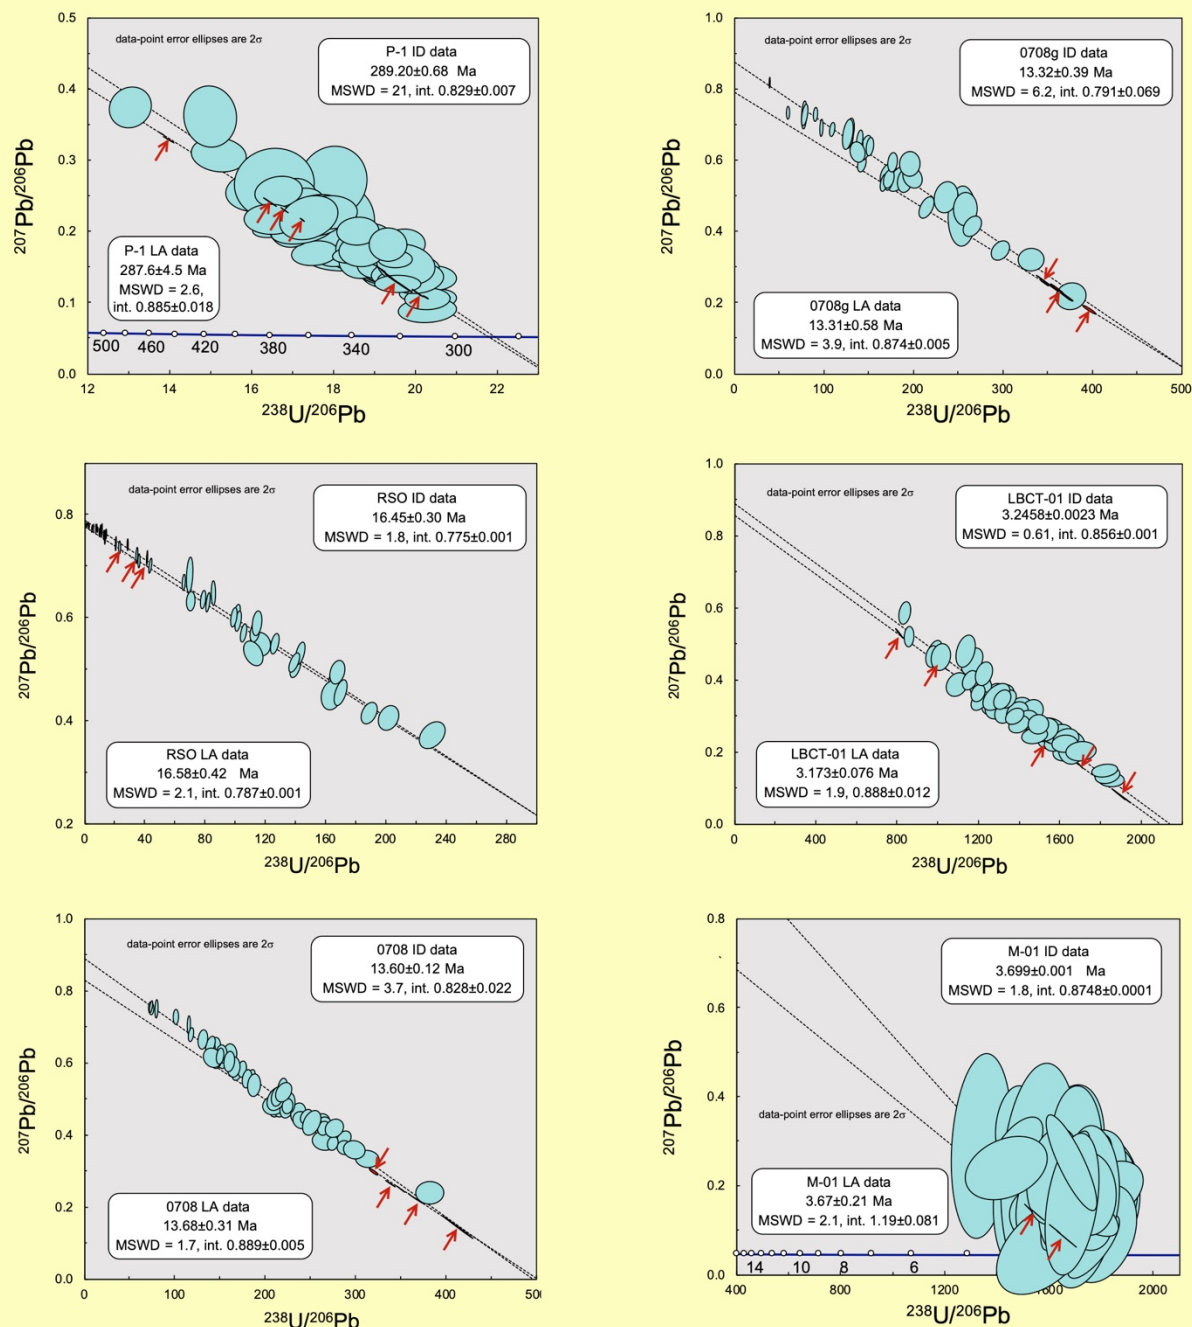 0.5
data-point error ellipses are 2σ
P-1 ID data
289.20±0.68 Ma
MSWD = 21, int. 0.829±0.007
0.4
0.3
0.2
P-1 LA data
287.6±4.5 Ma
MSWD = 2.6,
int. 0.885±0.018
0.1
500 460 420 380 340 300
0.0
12 14 16 18 20 22
207Pb/206Pb
238U/206Pb
1.0
data-point error ellipses are 2σ
0708g ID data
13.32±0.39 Ma
MSWD = 6.2, int. 0.791±0.069
0.8
0.6
0.4
0.2
0708g LA data
13.31±0.58 Ma
MSWD = 3.9, int. 0.874±0.005
0.0
0 100 200 300 400 500
207Pb/206Pb
238U/206Pb
data-point error ellipses are 2σ
RSO ID data
16.45±0.30 Ma
MSWD = 1.8, int. 0.775±0.001
0.8
0.6
0.4
RSO LA data
16.58±0.42 Ma
MSWD = 2.1, int. 0.787±0.001
0.2
0 40 80 120 160 200 240 280
207Pb/206Pb
238U/206Pb
1.0
data-point error ellipses are 2σ
LBCT-01 ID data
3.2458±0.0023 Ma
MSWD = 0.61, int. 0.856±0.001
0.8
0.6
0.4
0.2
LBCT-01 LA data
3.173±0.076 Ma
MSWD = 1.9, 0.888±0.012
0.0
0 400 800 1200 1600 2000
207Pb/206Pb
238U/206Pb
1.0
data-point error ellipses are 2σ
0708 ID data
13.60±0.12 Ma
MSWD = 3.7, int. 0.828±0.022
0.8
0.6
0.4
0.2
0708 LA data
13.68±0.31 Ma
MSWD = 1.7, int. 0.889±0.005
0.0
0 100 200 300 400 500
207Pb/206Pb
238U/206Pb
0.8
M-01 ID data
3.699±0.001 Ma
MSWD = 1.8, int. 0.8748±0.0001
0.4
data-point error ellipses are 2σ
0.2
M-01 LA data
3.67±0.21 Ma
MSWD = 2.1, int. 1.19±0.081
14 10 8 6
0.0
400 800 1200 1600 2000
207Pb/206Pb
238U/206Pb